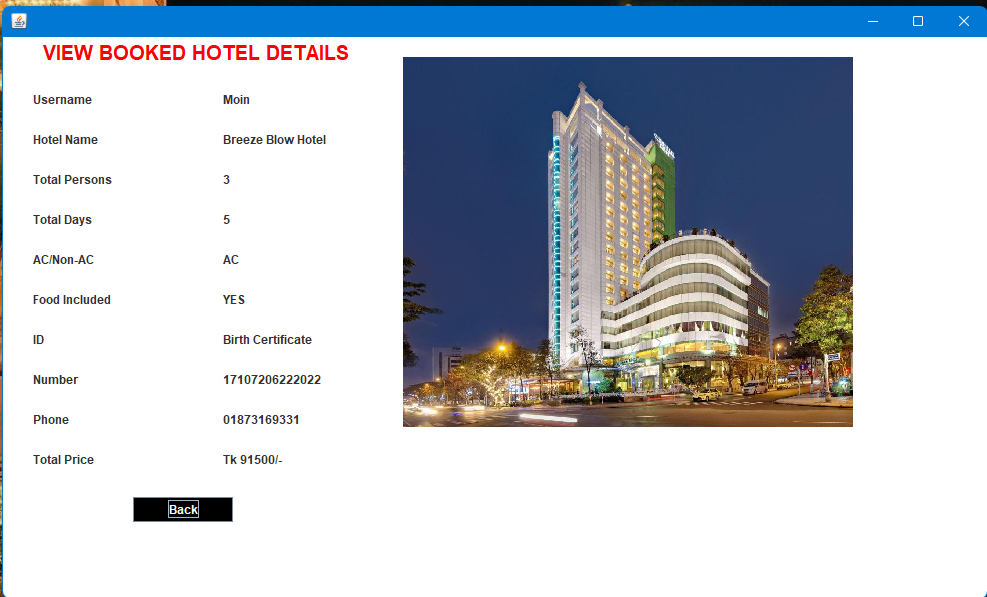 VIEW BOOKED HOTEL DETAILS
Username Moin
Hotel Name Breeze Blow Hotel
Total Persons 3
Total Days 5
AC/Non-AC AC
Food Included YES
ID Birth Certificate
Number 17107206222022
Phone 01873169331
Total Price Tk 91500/-
Back